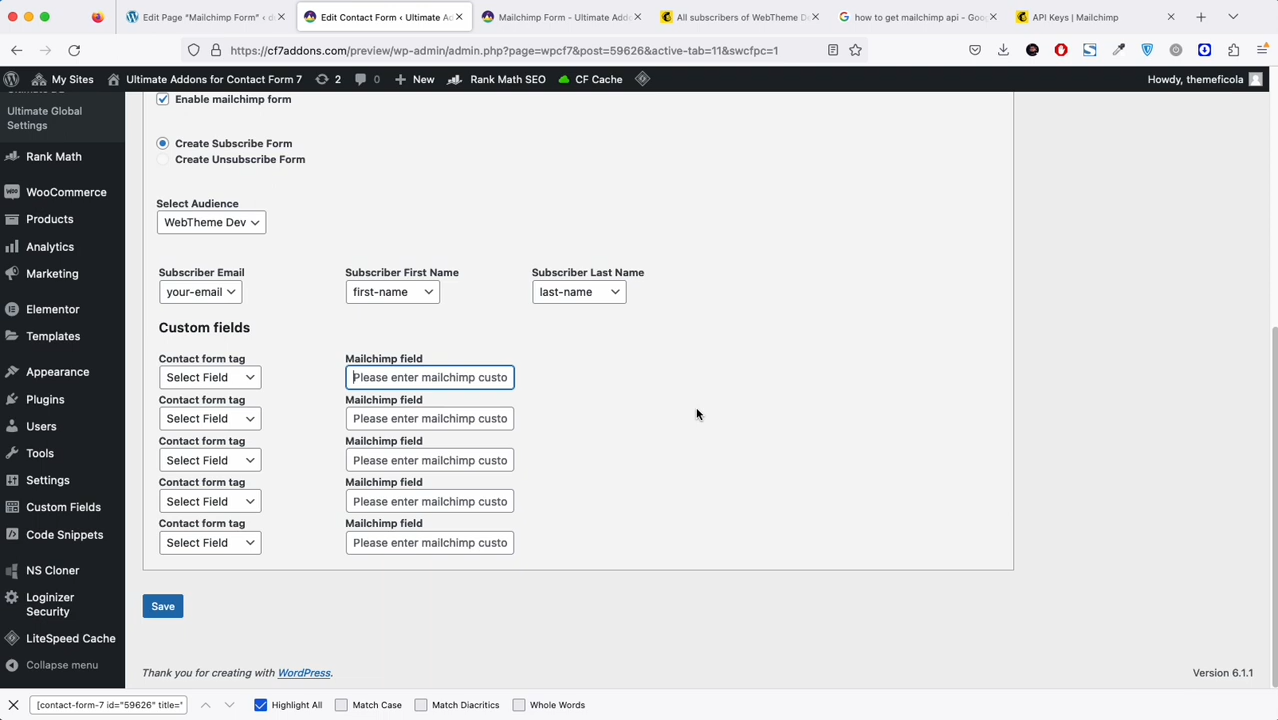 Edit Page "Mailchimp Form" ‹
Edit Contact Form ‹ Ultimate Ad
Mailchimp Form - Ultimate Addo
All subscribers of WebTheme De
how to get mailchimp api - Goo
API Keys | Mailchimp
https://cf7addons.com/preview/wp-admin/admin.php?page=wpcf7&post=59626&active-tab=11&swcfpc=1
My Sites
Ultimate Addons for Contact Form 7
2
0
New
Rank Math SEO
CF Cache
Howdy, themeficola
Ultimate Global
Settings
Rank Math
WooCommerce
Products
Analytics
Marketing
Elementor
Templates
Appearance
Plugins
Users
Tools
Settings
Custom Fields
Code Snippets
NS Cloner
Loginizer
Security
LiteSpeed Cache
Collapse menu
Enable mailchimp form
Create Subscribe Form
Create Unsubscribe Form
Select Audience
WebTheme Dev
Subscriber Email
Subscriber First Name
Subscriber Last Name
your-email
first-name
last-name
Custom fields
Contact form tag
Mailchimp field
Select Field
Please enter mailchimp custo
Contact form tag
Mailchimp field
Select Field
Please enter mailchimp custo
Contact form tag
Mailchimp field
Select Field
Please enter mailchimp custo
Contact form tag
Mailchimp field
Select Field
Please enter mailchimp custo
Contact form tag
Mailchimp field
Select Field
Please enter mailchimp custo
Save
Thank you for creating with WordPress.
Version 6.1.1
[contact-form-7 id="59626" title="
Highlight All
Match Case
Match Diacritics
Whole Words